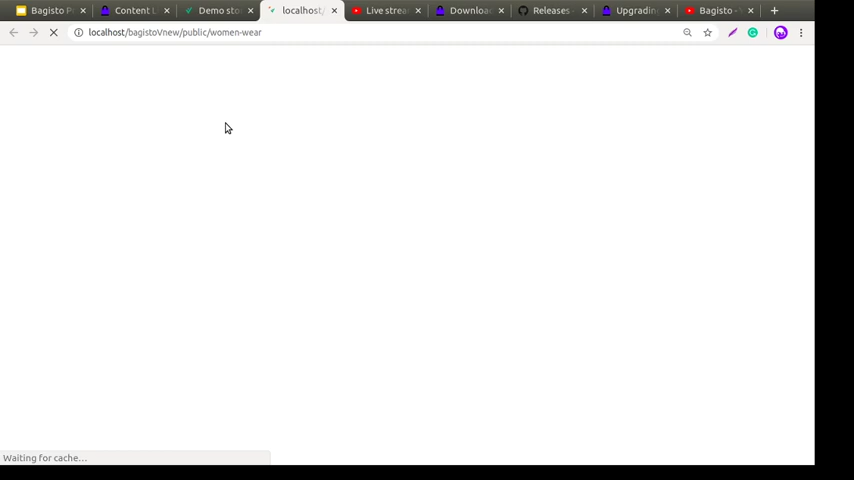 Bagisto P
Content L
Demo sto
localhost/
Live strea
Downloa
Releases
Upgradin
Bagisto -
localhost/bagistoVnew/public/women-wear
Waiting for cache...